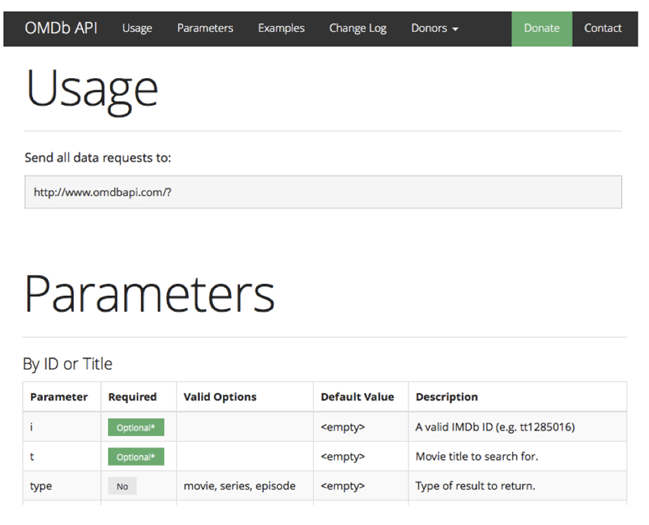 OMDb API Usage Parameters Examples Change Log Donors Donate Contact
Usage
Send all data requests to:
http://www.omdbapi.com/?
Parameters
By ID or Title
Parameter Required Valid Options Default Value Description
i Optional* <empty> A valid IMDb ID (e.g. tt1285016)
t Optional* <empty> Movie title to search for.
type No movie, series, episode <empty> Type of result to return.